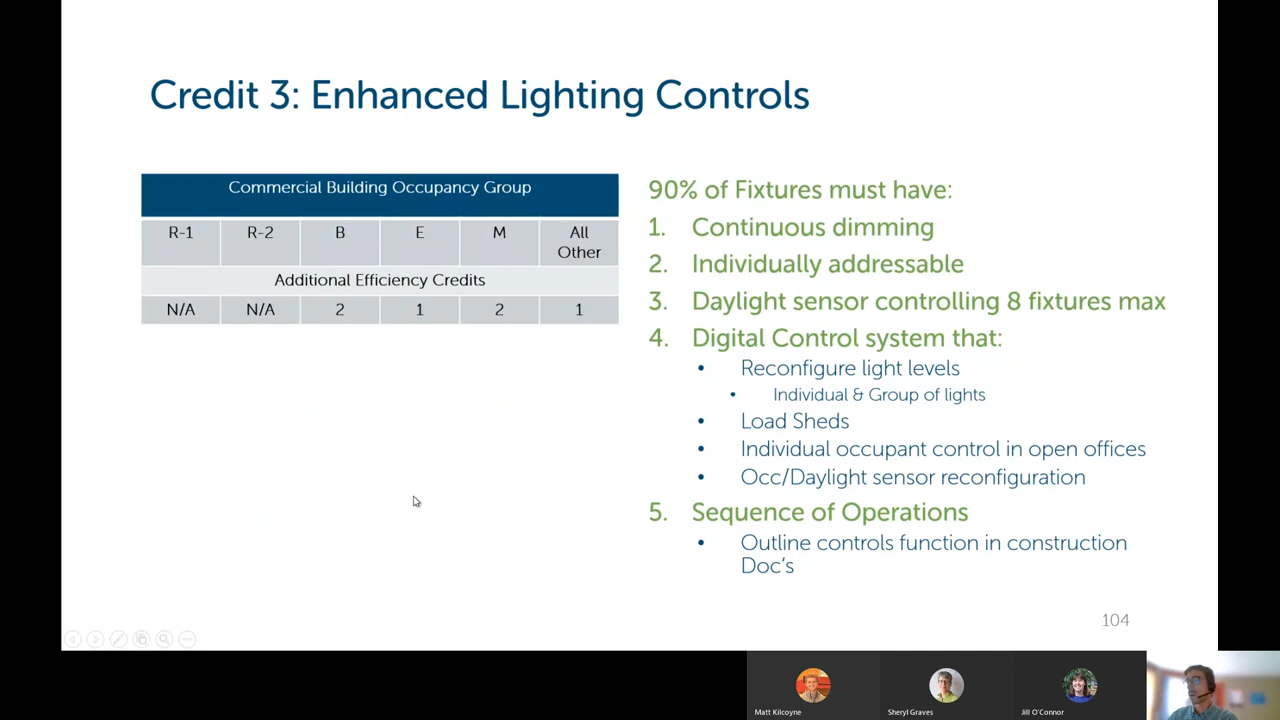 Credit 3: Enhanced Lighting Controls
Commercial Building Occupancy Group
R-1 R-2 B E M All Other
Additional Efficiency Credits
N/A N/A 2 1 2 1
90% of Fixtures must have:
1. Continuous dimming
2. Individually addressable
3. Daylight sensor controlling 8 fixtures max
4. Digital Control system that:
• Reconfigure light levels
• Individual & Group of lights
• Load Sheds
• Individual occupant control in open offices
• Occ/Daylight sensor reconfiguration
5. Sequence of Operations
• Outline controls function in construction
Doc's
104
Matt Kilcoyne
Sheryl Graves
Jill O'Connor